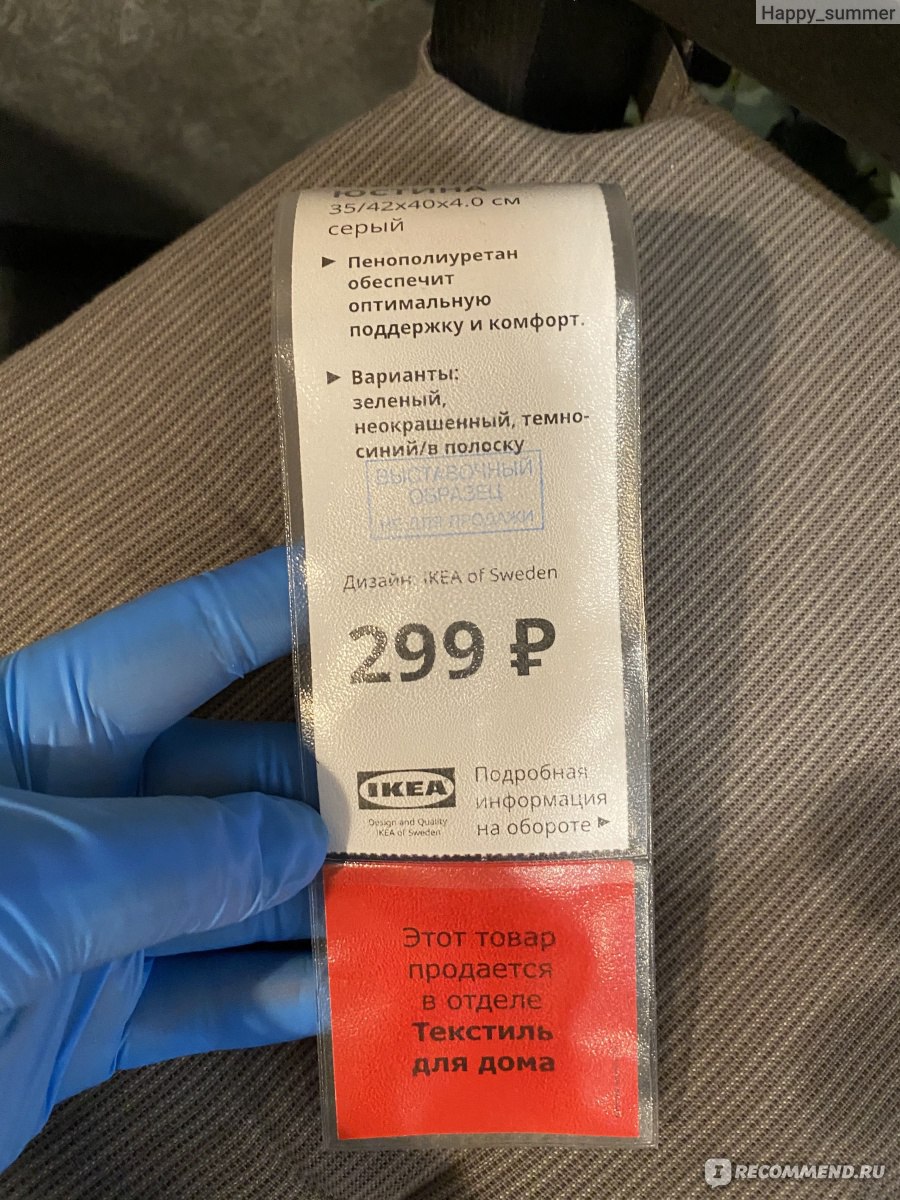 Happy_summer
ЮСТИНА
35/42x40x4.0 см
серый
► Пенополиуретан
обеспечит
оптимальную
поддержку и комфорт.
► Варианты:
зеленый,
неокрашенный, темно-
синий/в полоску
ВЫСТАВОЧНЫЙ
ОБРАЗЕЦ
НЕ ДЛЯ ПРОДАЖИ
Дизайн: IKEA of Sweden
299 ₽
IKEA
Design and Quality
IKEA of Sweden
Подробная
информация
на обороте ►
Этот товар
продается
в отделе
Текстиль
для дома
IRECOMMEND.RU